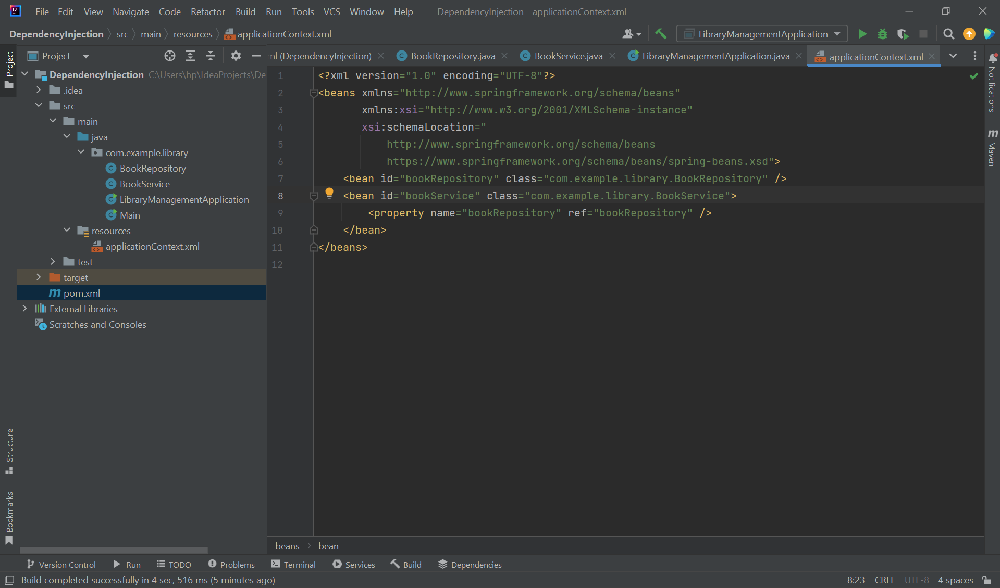 File Edit View Navigate Code Refactor Build Run Tools VCS Window Help DependencyInjection - applicationContext.xml
DependencyInjection src main resources applicationContext.xml LibraryManagementApplication
Project
Project
ml (DependencyInjection) BookRepository.java BookService.java LibraryManagementApplication.java applicationContext.xml
DependencyInjection C:\Users\hp\IdeaProjects\De
.idea
src
main
java
com.example.library
BookRepository
BookService
LibraryManagementApplication
Main
resources
applicationContext.xml
test
target
pom.xml
External Libraries
Scratches and Consoles
1 <?xml version="1.0" encoding="UTF-8"?>
2 <beans xmlns="http://www.springframework.org/schema/beans"
3 xmlns:xsi="http://www.w3.org/2001/XMLSchema-instance"
4 xsi:schemaLocation="
5 http://www.springframework.org/schema/beans
6 https://www.springframework.org/schema/beans/spring-beans.xsd">
7 <bean id="bookRepository" class="com.example.library.BookRepository" />
8 <bean id="bookService" class="com.example.library.BookService">
9 <property name="bookRepository" ref="bookRepository" />
10 </bean>
11 </beans>
12
Notifications
Maven
Structure
Bookmarks
beans bean
Version Control Run TODO Problems Terminal Services Build Dependencies
Build completed successfully in 4 sec, 516 ms (5 minutes ago) 8:23 CRLF UTF-8 4 spaces